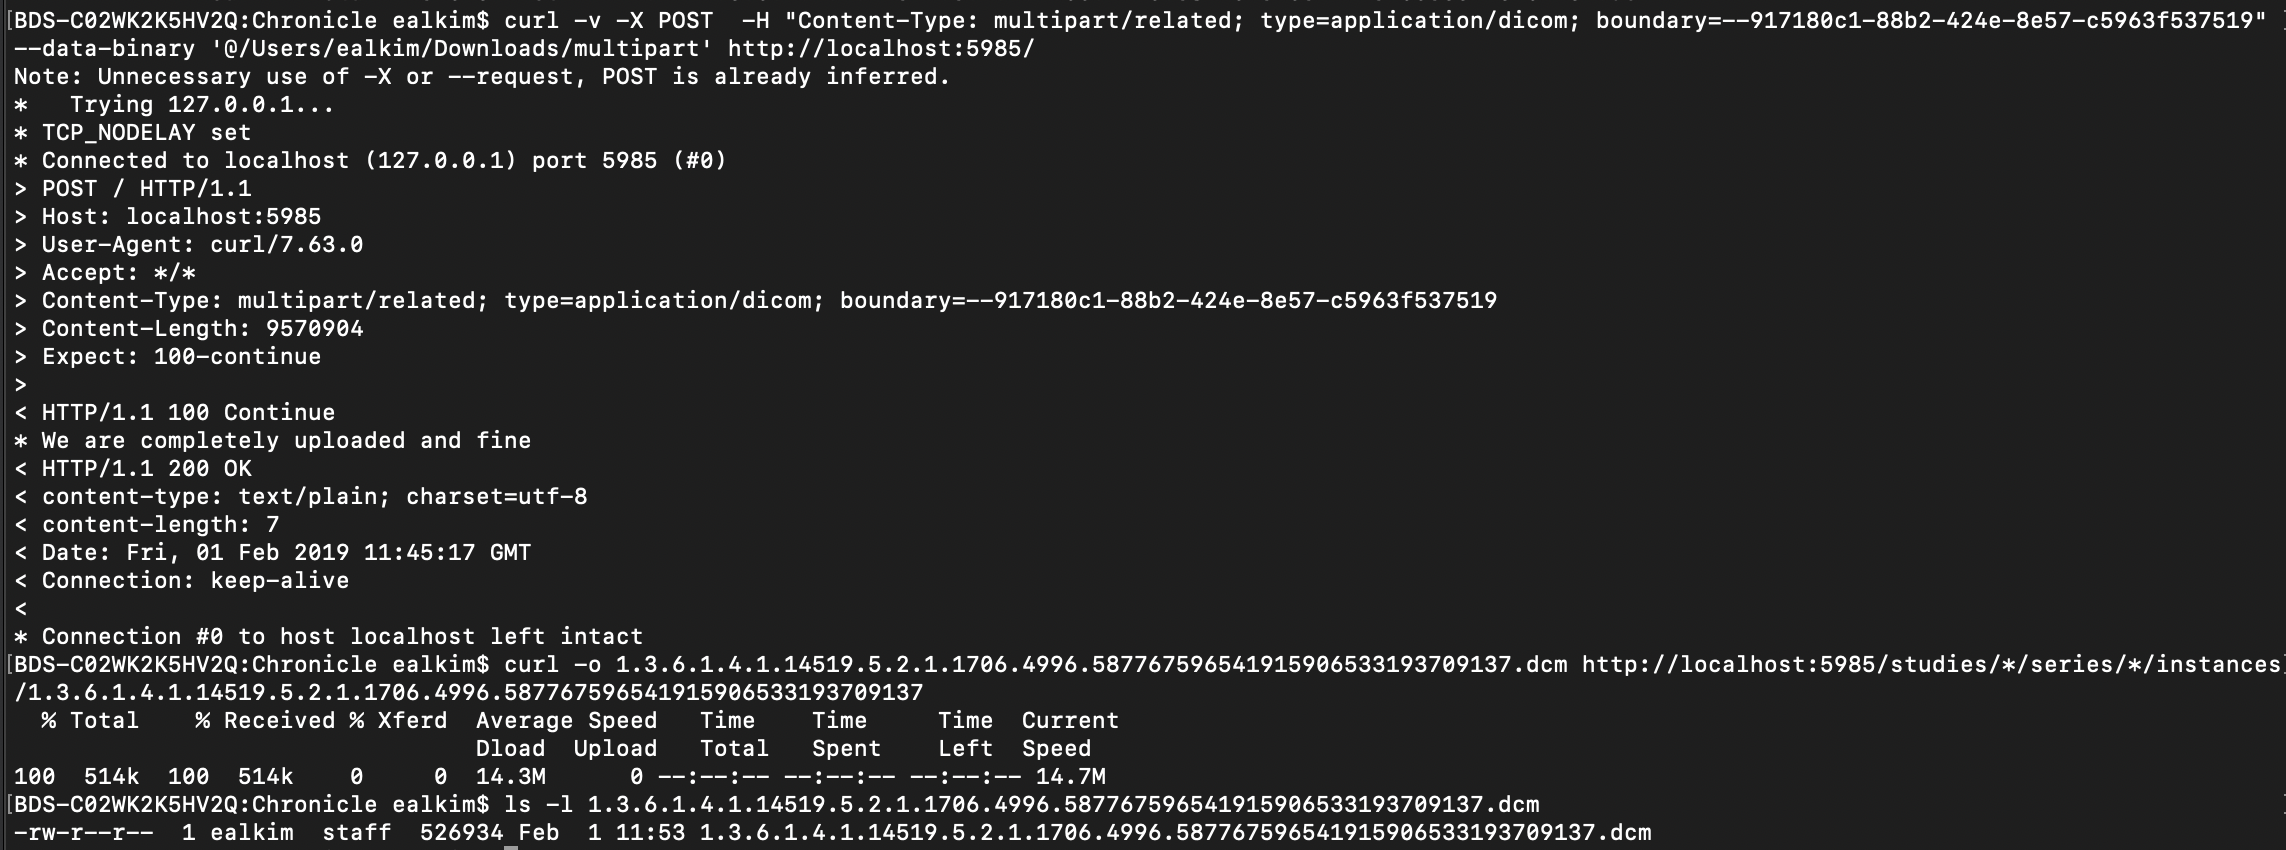 [BDS-C02WK2K5HV2Q:Chronicle ealkim$ curl -v -X POST  -H "Content-Type: multipart/related; type=application/dicom; boundary=--917180c1-88b2-424e-8e57-c5963f537519"
--data-binary '@/Users/ealkim/Downloads/multipart' http://localhost:5985/
Note: Unnecessary use of -X or --request, POST is already inferred.
*   Trying 127.0.0.1...
* TCP_NODELAY set
* Connected to localhost (127.0.0.1) port 5985 (#0)
> POST / HTTP/1.1
> Host: localhost:5985
> User-Agent: curl/7.63.0
> Accept: */*
> Content-Type: multipart/related; type=application/dicom; boundary=--917180c1-88b2-424e-8e57-c5963f537519
> Content-Length: 9570904
> Expect: 100-continue
>
< HTTP/1.1 100 Continue
* We are completely uploaded and fine
< HTTP/1.1 200 OK
< content-type: text/plain; charset=utf-8
< content-length: 7
< Date: Fri, 01 Feb 2019 11:45:17 GMT
< Connection: keep-alive
<
* Connection #0 to host localhost left intact
[BDS-C02WK2K5HV2Q:Chronicle ealkim$ curl -o 1.3.6.1.4.1.14519.5.2.1.1706.4996.587767596541915906533193709137.dcm http://localhost:5985/studies/*/series/*/instances
/1.3.6.1.4.1.14519.5.2.1.1706.4996.587767596541915906533193709137
  % Total    % Received % Xferd  Average Speed   Time    Time     Time  Current
                                 Dload  Upload   Total   Spent    Left  Speed
100  514k  100  514k    0     0  14.3M      0 --:--:-- --:--:-- --:--:-- 14.7M
[BDS-C02WK2K5HV2Q:Chronicle ealkim$ ls -l 1.3.6.1.4.1.14519.5.2.1.1706.4996.587767596541915906533193709137.dcm
-rw-r--r--  1 ealkim  staff  526934 Feb  1 11:53 1.3.6.1.4.1.14519.5.2.1.1706.4996.587767596541915906533193709137.dcm